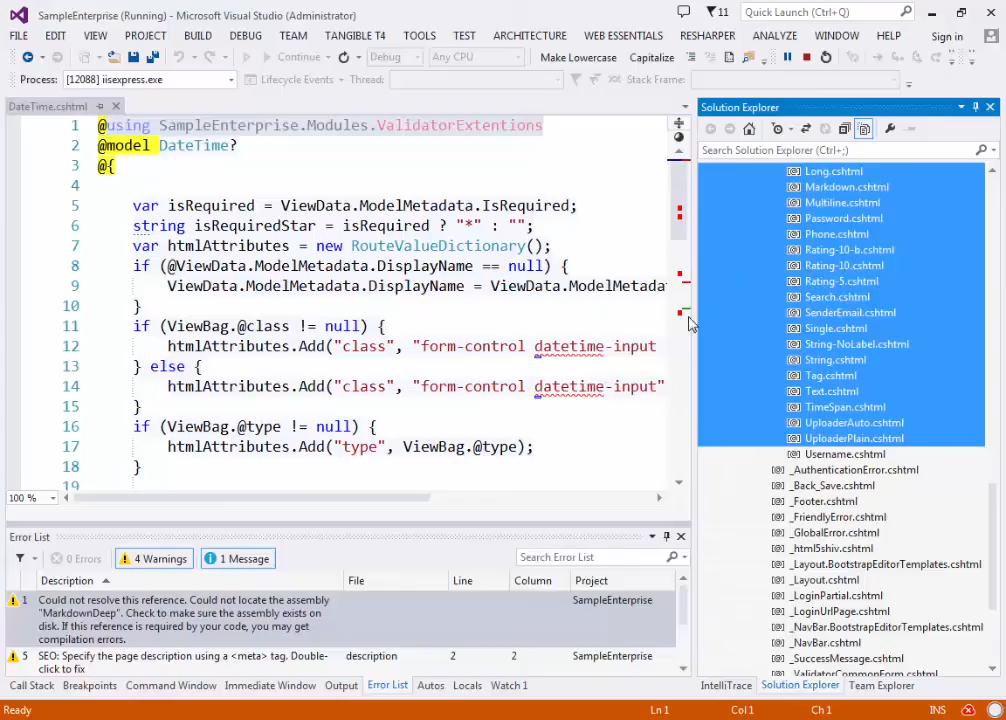 SampleEnterprise (Running) - Microsoft Visual Studio (Administrator)
11
Quick Launch (Ctrl+Q)
FILE EDIT VIEW PROJECT BUILD DEBUG TEAM TANGIBLE T4 TOOLS TEST ARCHITECTURE WEB ESSENTIALS RESHARPER ANALYZE WINDOW HELP Sign in
Continue Debug Any CPU Make Lowercase Capitalize
Process: [12088] iisexpress.exe Lifecycle Events Thread: Stack Frame:
DateTime.cshtml
1 @using SampleEnterprise.Modules.ValidatorExtentions
2 @model DateTime?
3 @{
4
5 var isRequired = ViewData.ModelMetadata.IsRequired;
6 string isRequiredStar = isRequired ? "*" : "";
7 var htmlAttributes = new RouteValueDictionary();
8 if (@ViewData.ModelMetadata.DisplayName == null) {
9 ViewData.ModelMetadata.DisplayName = ViewData.ModelMetada
10 }
11 if (ViewBag.@class != null) {
12 htmlAttributes.Add("class", "form-control datetime-input
13 } else {
14 htmlAttributes.Add("class", "form-control datetime-input"
15 }
16 if (ViewBag.@type != null) {
17 htmlAttributes.Add("type", ViewBag.@type);
18 }
19
100 %
Solution Explorer
Search Solution Explorer (Ctrl+;)
Long.cshtml
Markdown.cshtml
Multiline.cshtml
Password.cshtml
Phone.cshtml
Rating-10-b.cshtml
Rating-10.cshtml
Rating-5.cshtml
Search.cshtml
SenderEmail.cshtml
Single.cshtml
String-NoLabel.cshtml
String.cshtml
Tag.cshtml
Text.cshtml
TimeSpan.cshtml
UploaderAuto.cshtml
UploaderPlain.cshtml
Username.cshtml
_AuthenticationError.cshtml
_Back_Save.cshtml
_Footer.cshtml
_FriendlyError.cshtml
_GlobalError.cshtml
_html5shiv.cshtml
_Layout.BootstrapEditorTemplates.cshtml
_Layout.cshtml
_LoginPartial.cshtml
_LoginUrlPage.cshtml
_NavBar.BootstrapEditorTemplates.cshtml
_NavBar.cshtml
_SuccessMessage.cshtml
_ValidatorCommonForm.cshtml
IntelliTrace Solution Explorer Team Explorer
Error List
0 Errors 4 Warnings 1 Message Search Error List
Description File Line Column Project
1 Could not resolve this reference. Could not locate the assembly SampleEnterprise
"MarkdownDeep". Check to make sure the assembly exists on
disk. If this reference is required by your code, you may get
compilation errors.
5 SEO: Specify the page description using a <meta> tag. Double- description 2 2 SampleEnterprise
click to fix
Call Stack Breakpoints Command Window Immediate Window Output Error List Autos Locals Watch 1
Ready Ln 1 Col 1 Ch 1 INS